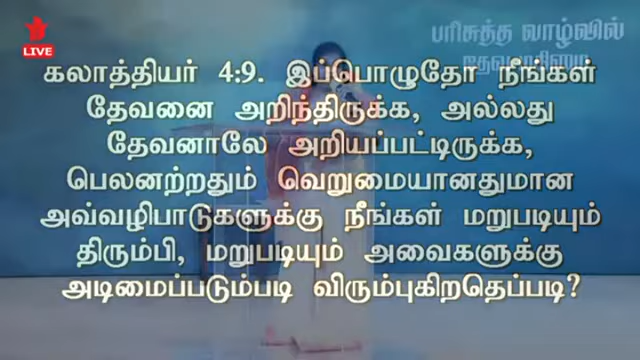 LIVE
பரிசுத்த வாழ்வில்
கலாத்தியர் 4:9. இப்பொழுதோ நீங்கள்
தேவனை அறிந்திருக்க, அல்லது
தேவனாலே அறியப்பட்டிருக்க,
பெலனற்றதும் வெறுமையானதுமான
அவ்வழிபாடுகளுக்கு நீங்கள் மறுபடியும்
திரும்பி, மறுபடியும் அவைகளுக்கு
அடிமைப்படும்படி விரும்புகிறதெப்படி?